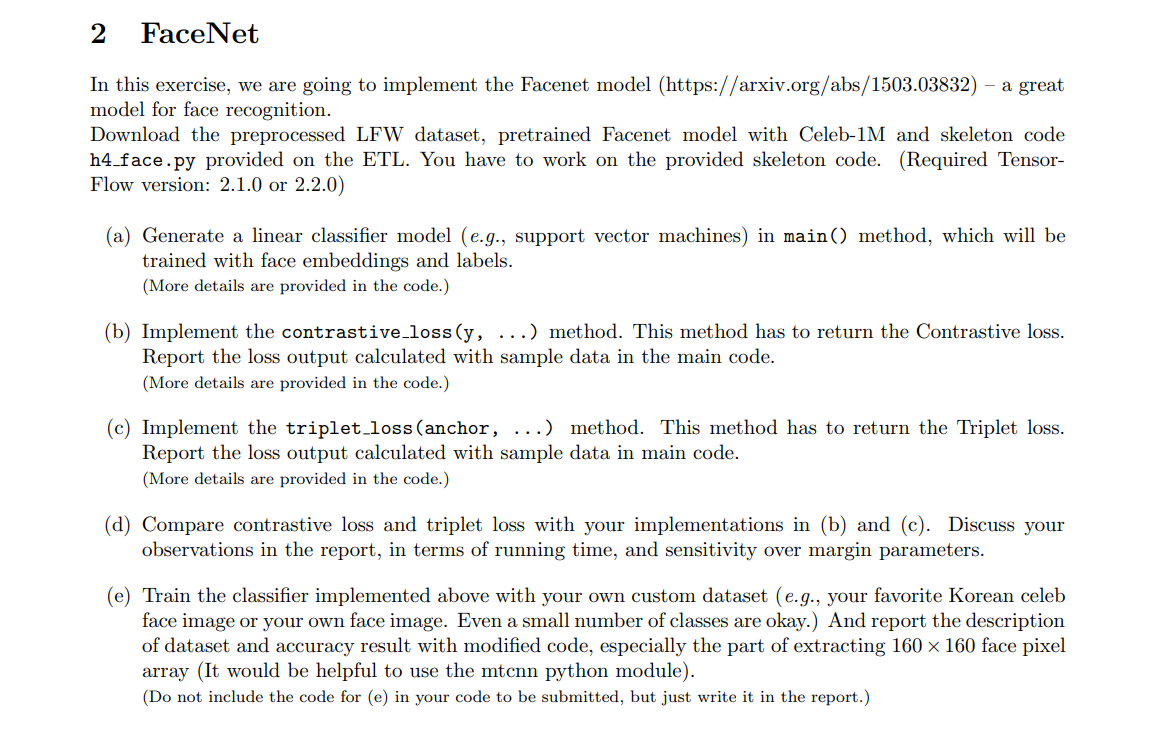 2 FaceNet
In this exercise, we are going to implement the Facenet model (https://arxiv.org/abs/1503.03832) – a great
model for face recognition.
Download the preprocessed LFW dataset, pretrained Facenet model with Celeb-1M and skeleton code
h4_face.py provided on the ETL. You have to work on the provided skeleton code. (Required Tensor-
Flow version: 2.1.0 or 2.2.0)
(a) Generate a linear classifier model (e.g., support vector machines) in main() method, which will be
trained with face embeddings and labels.
(More details are provided in the code.)
(b) Implement the contrastive_loss(y, ...) method. This method has to return the Contrastive loss.
Report the loss output calculated with sample data in the main code.
(More details are provided in the code.)
(c) Implement the triplet_loss(anchor, ...) method. This method has to return the Triplet loss.
Report the loss output calculated with sample data in main code.
(More details are provided in the code.)
(d) Compare contrastive loss and triplet loss with your implementations in (b) and (c). Discuss your
observations in the report, in terms of running time, and sensitivity over margin parameters.
(e) Train the classifier implemented above with your own custom dataset (e.g., your favorite Korean celeb
face image or your own face image. Even a small number of classes are okay.) And report the description
of dataset and accuracy result with modified code, especially the part of extracting 160 × 160 face pixel
array (It would be helpful to use the mtcnn python module).
(Do not include the code for (e) in your code to be submitted, but just write it in the report.)